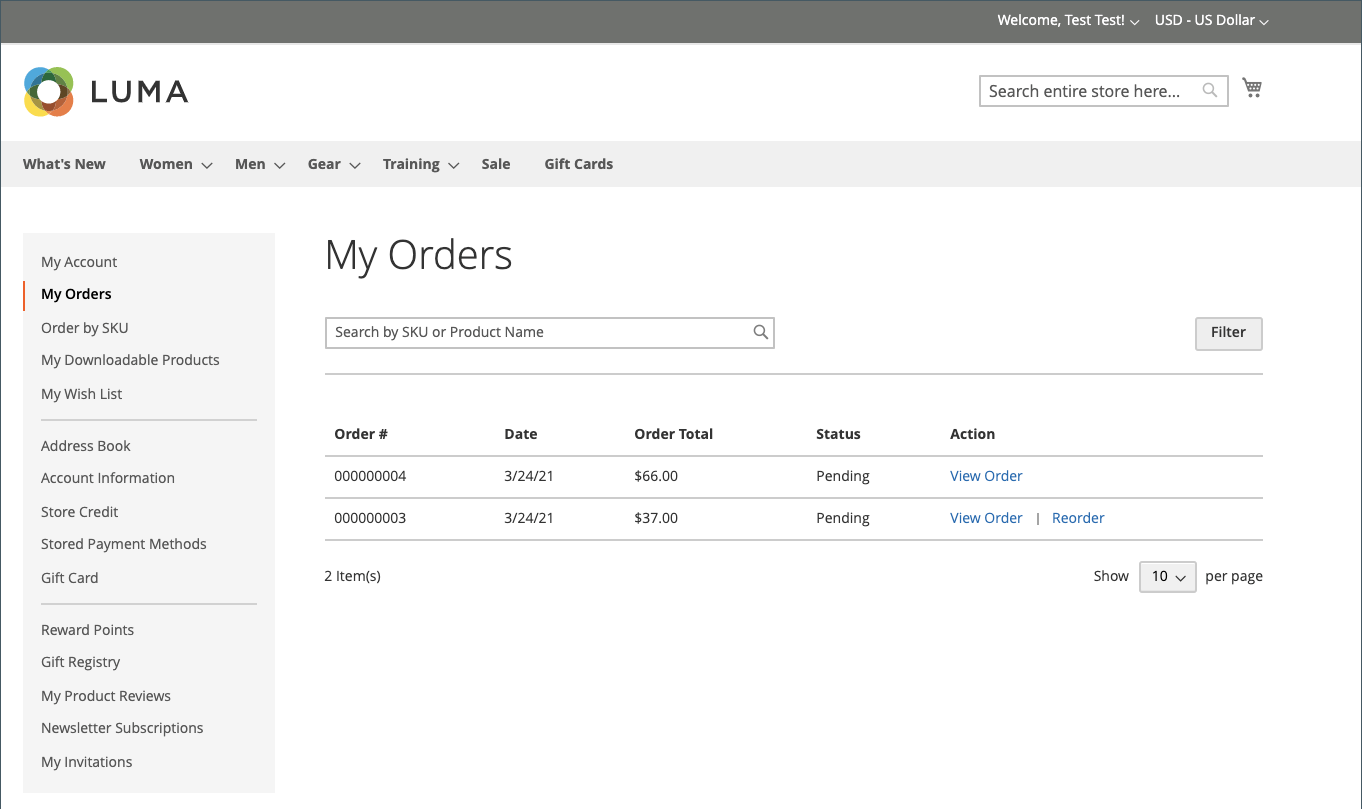 Welcome, Test Test! USD - US Dollar
LUMA
Search entire store here...
What's New Women Men Gear Training Sale Gift Cards
My Account
My Orders
Order by SKU
My Downloadable Products
My Wish List
Address Book
Account Information
Store Credit
Stored Payment Methods
Gift Card
Reward Points
Gift Registry
My Product Reviews
Newsletter Subscriptions
My Invitations
My Orders
Search by SKU or Product Name
Filter
Order # Date Order Total Status Action
000000004 3/24/21 $66.00 Pending View Order
000000003 3/24/21 $37.00 Pending View Order | Reorder
2 Item(s)
Show 10 per page